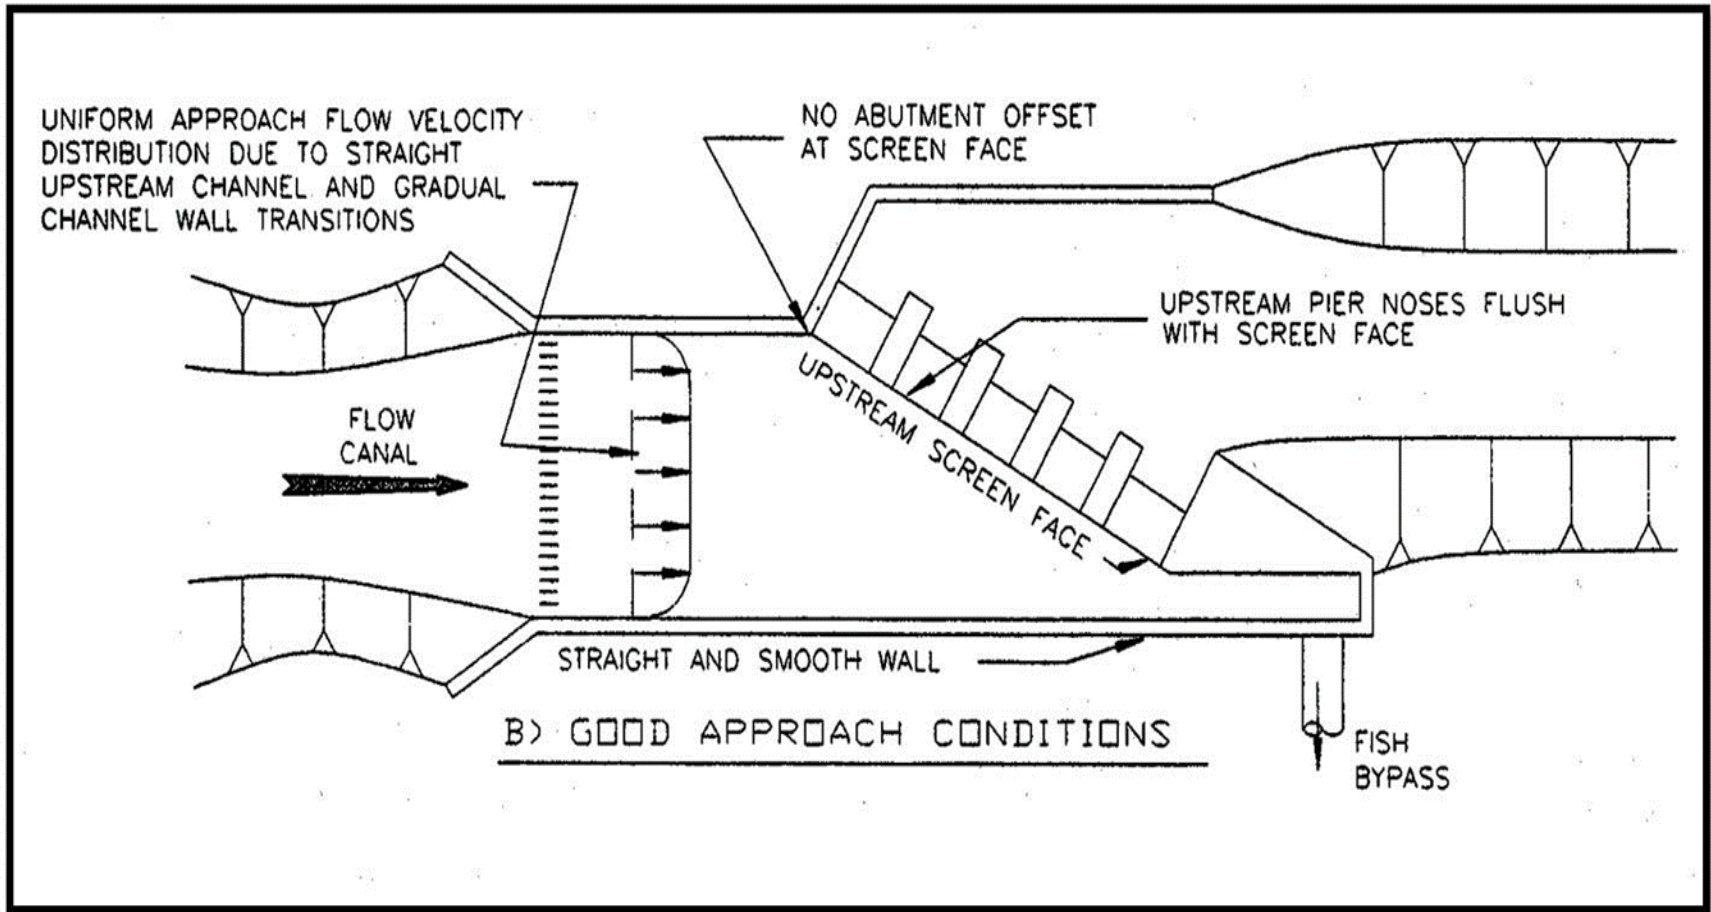 UNIFORM APPROACH FLOW VELOCITY
DISTRIBUTION DUE TO STRAIGHT
UPSTREAM CHANNEL AND GRADUAL
CHANNEL WALL TRANSITIONS
NO ABUTMENT OFFSET
AT SCREEN FACE
UPSTREAM PIER NOSES FLUSH
WITH SCREEN FACE
FLOW
CANAL
UPSTREAM SCREEN FACE
STRAIGHT AND SMOOTH WALL
B) GOOD APPROACH CONDITIONS
FISH
BYPASS